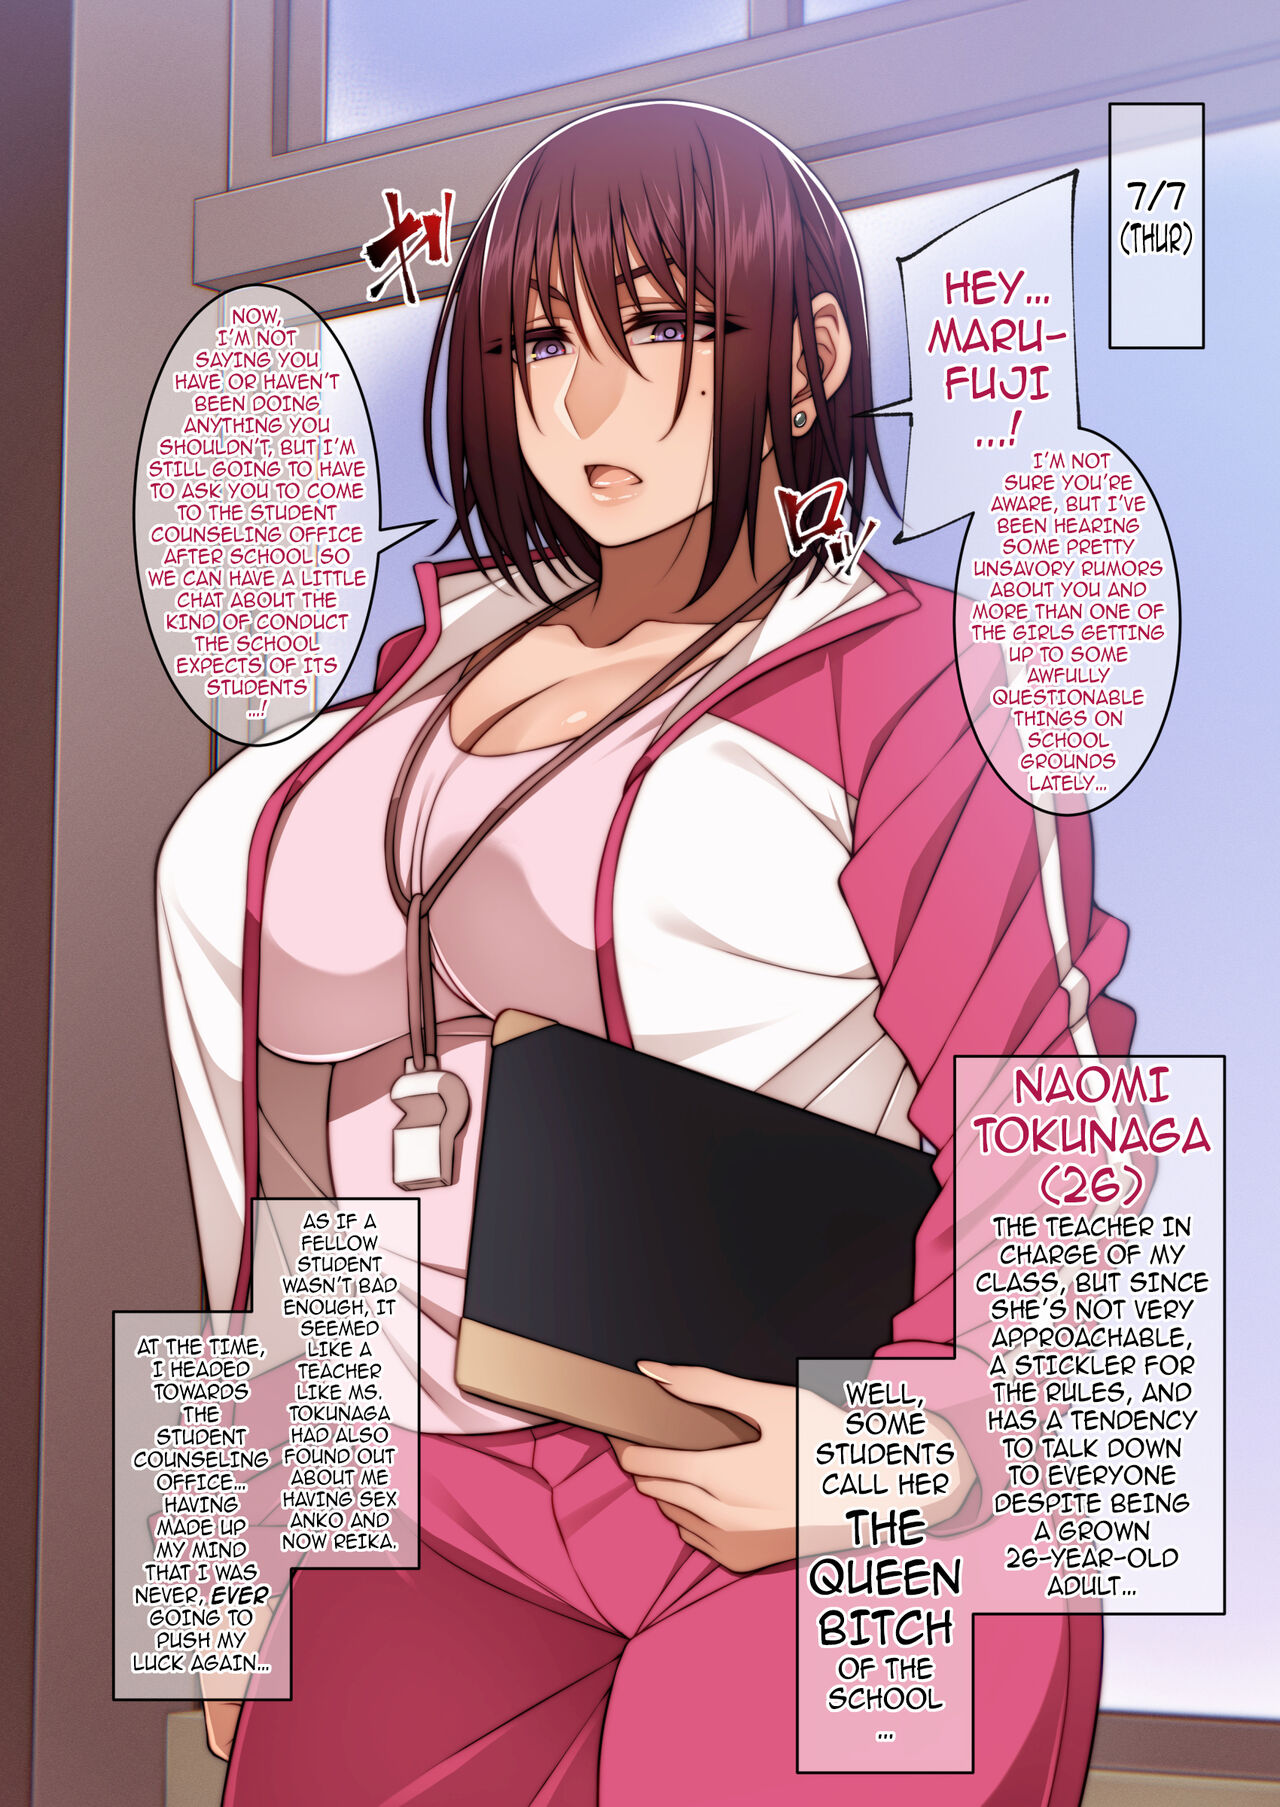 7/7
(THUR)
HEY...
MARU-
FUJI
...!
I'M NOT
SURE YOU'RE
AWARE, BUT I'VE
BEEN HEARING
SOME PRETTY
UNSAVORY RUMORS
ABOUT YOU AND
MORE THAN ONE OF
THE GIRLS GETTING
UP TO SOME
AWFULLY
QUESTIONABLE
THINGS ON
SCHOOL
GROUNDS
LATELY...
ギ
ロッ
NOW,
I'M NOT
SAYING YOU
HAVE OR HAVEN'T
BEEN DOING
ANYTHING YOU
SHOULDN'T, BUT I'M
STILL GOING TO HAVE
TO ASK YOU TO COME
TO THE STUDENT
COUNSELING OFFICE
AFTER SCHOOL SO
WE CAN HAVE A LITTLE
CHAT ABOUT THE
KIND OF CONDUCT
THE SCHOOL
EXPECTS OF ITS
STUDENTS
...!
NAOMI
TOKUNAGA
(26)
THE TEACHER IN
CHARGE OF MY
CLASS, BUT SINCE
SHE'S NOT VERY
APPROACHABLE,
A STICKLER FOR
THE RULES, AND
HAS A TENDENCY
TO TALK DOWN
TO EVERYONE
DESPITE BEING
A GROWN
26-YEAR-OLD
ADULT...
WELL,
SOME
STUDENTS
CALL HER
THE
QUEEN
BITCH
OF THE
SCHOOL
...
AS IF A
FELLOW
STUDENT
WASN'T BAD
ENOUGH, IT
SEEMED
LIKE A
TEACHER
LIKE MS.
TOKUNAGA
HAD ALSO
FOUND OUT
ABOUT ME
HAVING SEX
ANKO AND
NOW REIKA.
AT THE TIME,
I HEADED
TOWARDS
THE
STUDENT
COUNSELING
OFFICE...
HAVING
MADE UP
MY MIND
THAT I WAS
NEVER, EVER
GOING TO
PUSH MY
LUCK AGAIN...